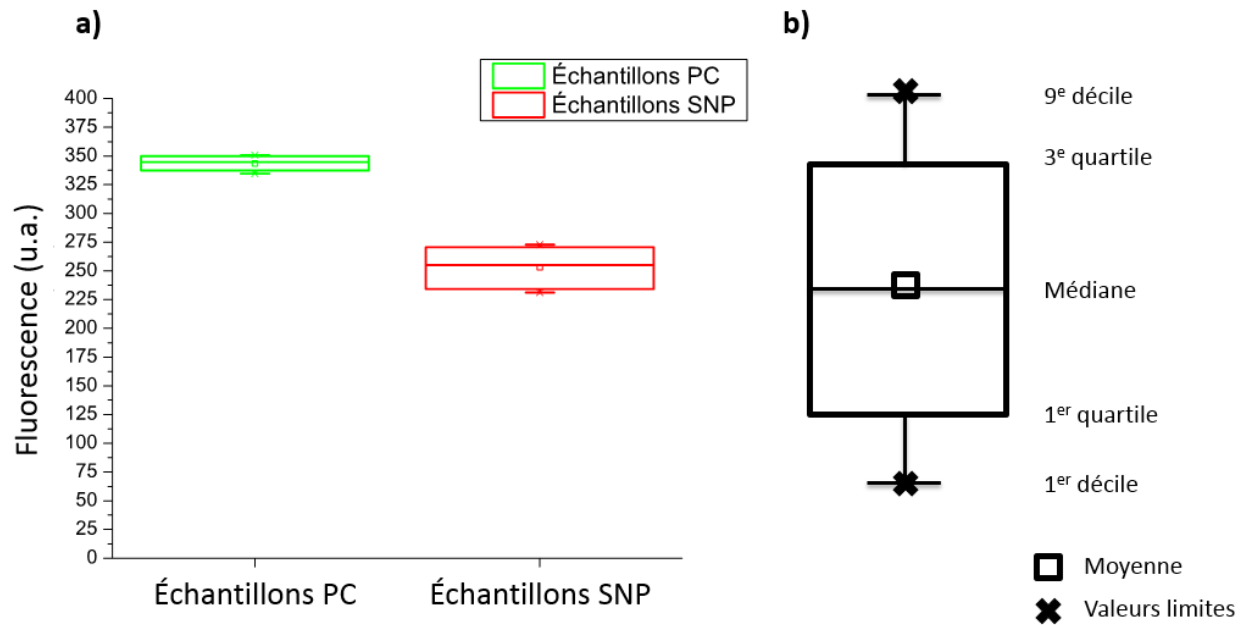 a)
Échantillons PC
Échantillons SNP
400
375
350
325
300
275
250
225
200
175
150
125
100
75
50
25
0
Fluorescence (u.a.)
Échantillons PC
Échantillons SNP
b)
9e décile
3e quartile
Médiane
1er quartile
1er décile
Moyenne
Valeurs limites